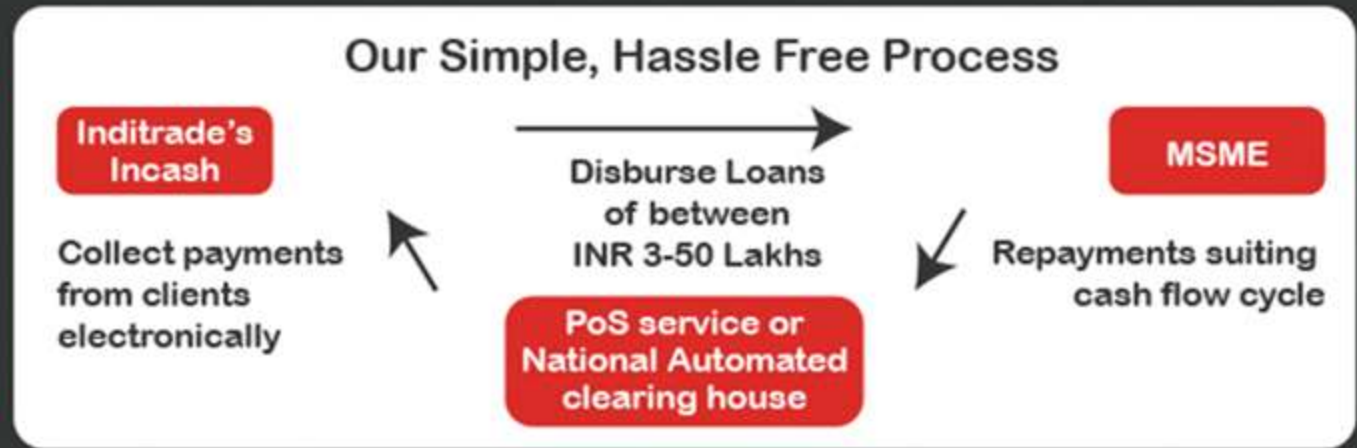 Our Simple, Hassle Free Process
Inditrade's
Incash
Disburse Loans
of between
INR 3-50 Lakhs
MSME
Collect payments
from clients
electronically
Repayments suiting
cash flow cycle
PoS service or
National Automated
clearing house